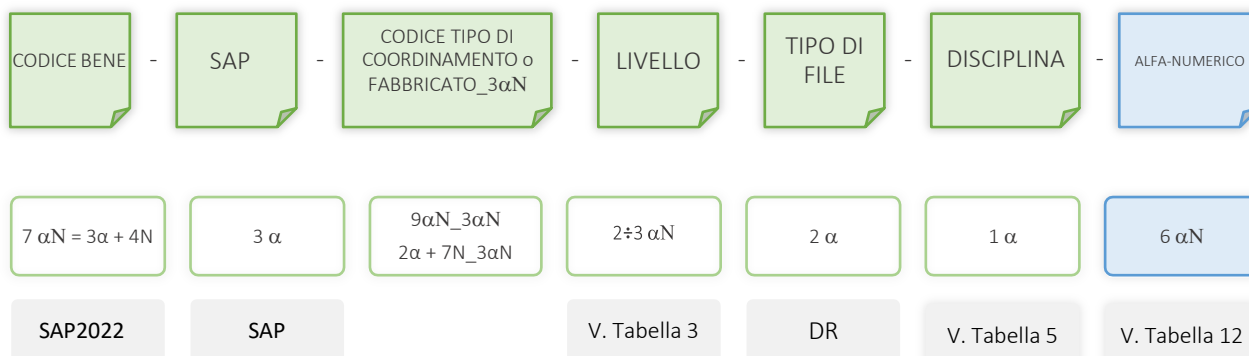 CODICE BENE - SAP - CODICE TIPO DI
COORDINAMENTO o
FABBRICATO_3αN - LIVELLO - TIPO DI
FILE - DISCIPLINA - ALFA-NUMERICO
7 αN = 3α + 4N
3 α
9αN_3αN
2α + 7N_3αN
2÷3 αN
2 α
1 α
6 αN
SAP2022
SAP
V. Tabella 3
DR
V. Tabella 5
V. Tabella 12